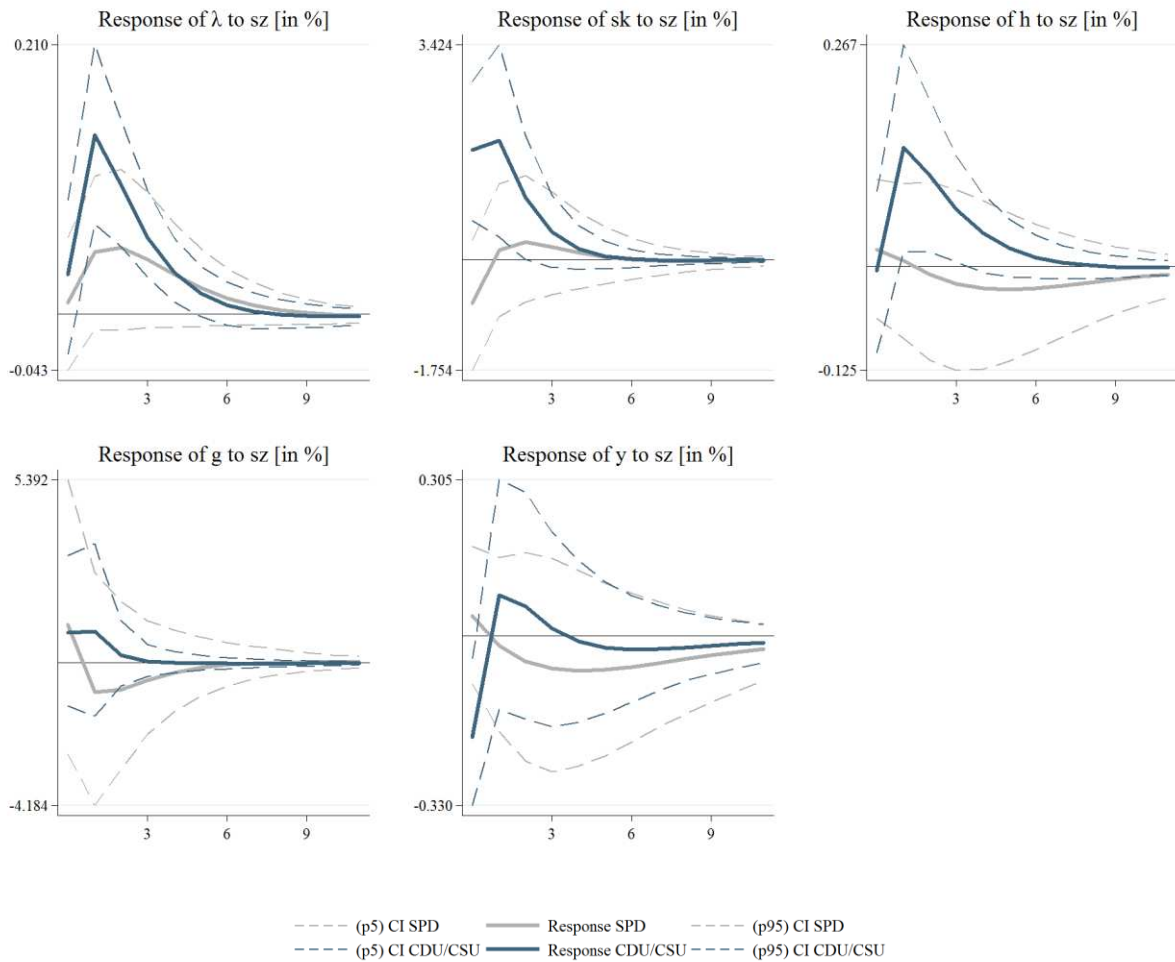 Response of λ to sz [in %]
Response of sk to sz [in %]
Response of h to sz [in %]
0.210
3.424
0.267
-0.043
-1.754
-0.125
3 6 9
3 6 9
3 6 9
Response of g to sz [in %]
Response of y to sz [in %]
5.392
0.305
-4.184
-0.330
3 6 9
3 6 9
(p5) CI SPD Response SPD (p95) CI SPD
(p5) CI CDU/CSU Response CDU/CSU (p95) CI CDU/CSU